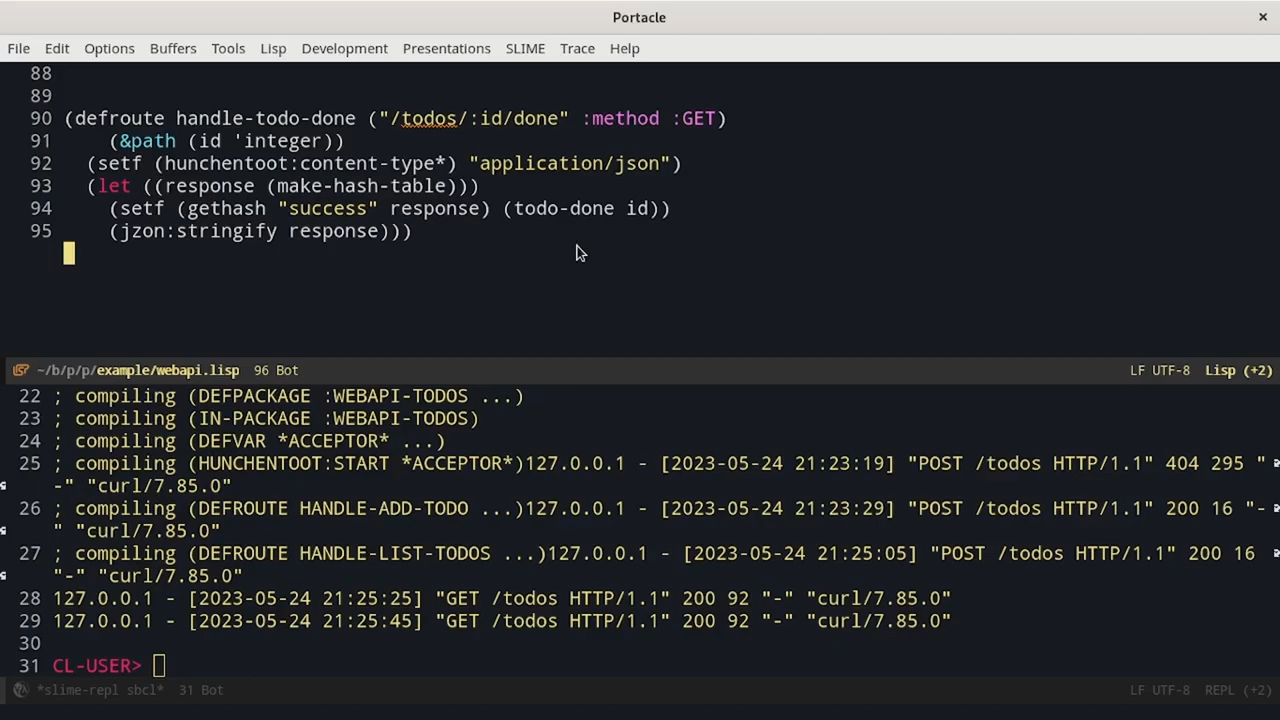 Portacle
×
File Edit Options Buffers Tools Lisp Development Presentations SLIME Trace Help
88
89
90 (defroute handle-todo-done ("/todos/:id/done" :method :GET)
91     (&path (id 'integer))
92   (setf (hunchentoot:content-type*) "application/json")
93   (let ((response (make-hash-table)))
94     (setf (gethash "success" response) (todo-done id))
95     (jzon:stringify response)))
~/b/p/p/example/webapi.lisp 96 Bot LF UTF-8 Lisp (+2)
22 ; compiling (DEFPACKAGE :WEBAPI-TODOS ...)
23 ; compiling (IN-PACKAGE :WEBAPI-TODOS)
24 ; compiling (DEFVAR *ACCEPTOR* ...)
25 ; compiling (HUNCHENTOOT:START *ACCEPTOR*)127.0.0.1 - [2023-05-24 21:23:19] "POST /todos HTTP/1.1" 404 295 "
-" "curl/7.85.0"
26 ; compiling (DEFROUTE HANDLE-ADD-TODO ...)127.0.0.1 - [2023-05-24 21:23:29] "POST /todos HTTP/1.1" 200 16 "-
" "curl/7.85.0"
27 ; compiling (DEFROUTE HANDLE-LIST-TODOS ...)127.0.0.1 - [2023-05-24 21:25:05] "POST /todos HTTP/1.1" 200 16
"-" "curl/7.85.0"
28 127.0.0.1 - [2023-05-24 21:25:25] "GET /todos HTTP/1.1" 200 92 "-" "curl/7.85.0"
29 127.0.0.1 - [2023-05-24 21:25:45] "GET /todos HTTP/1.1" 200 92 "-" "curl/7.85.0"
30
31 CL-USER>
*slime-repl sbcl* 31 Bot LF UTF-8 REPL (+2)